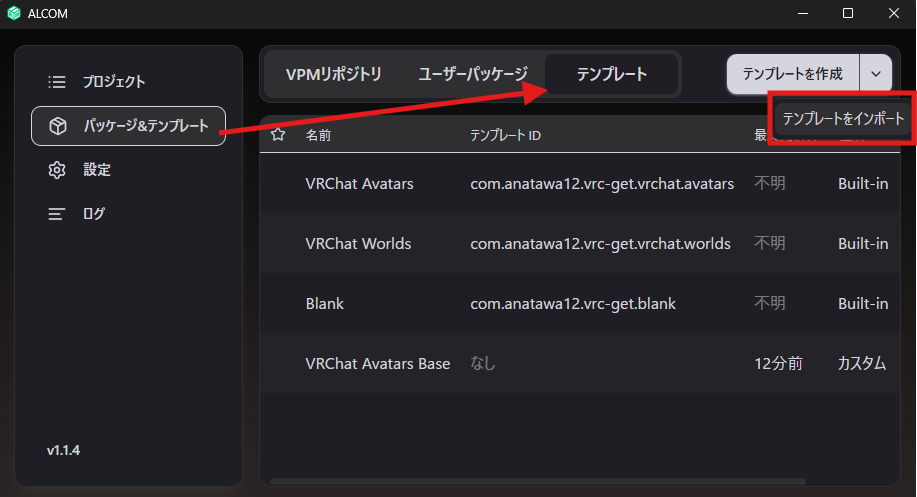 ALCOM
プロジェクト
パッケージ&テンプレート
設定
ログ
v1.1.4
VPMリポジトリ ユーザーパッケージ テンプレート
テンプレートを作成
テンプレートをインポート
名前 テンプレート ID
VRChat Avatars com.anatawa12.vrc-get.vrchat.avatars 不明 Built-in
VRChat Worlds com.anatawa12.vrc-get.vrchat.worlds 不明 Built-in
Blank com.anatawa12.vrc-get.blank 不明 Built-in
VRChat Avatars Base なし 12分前 カスタム